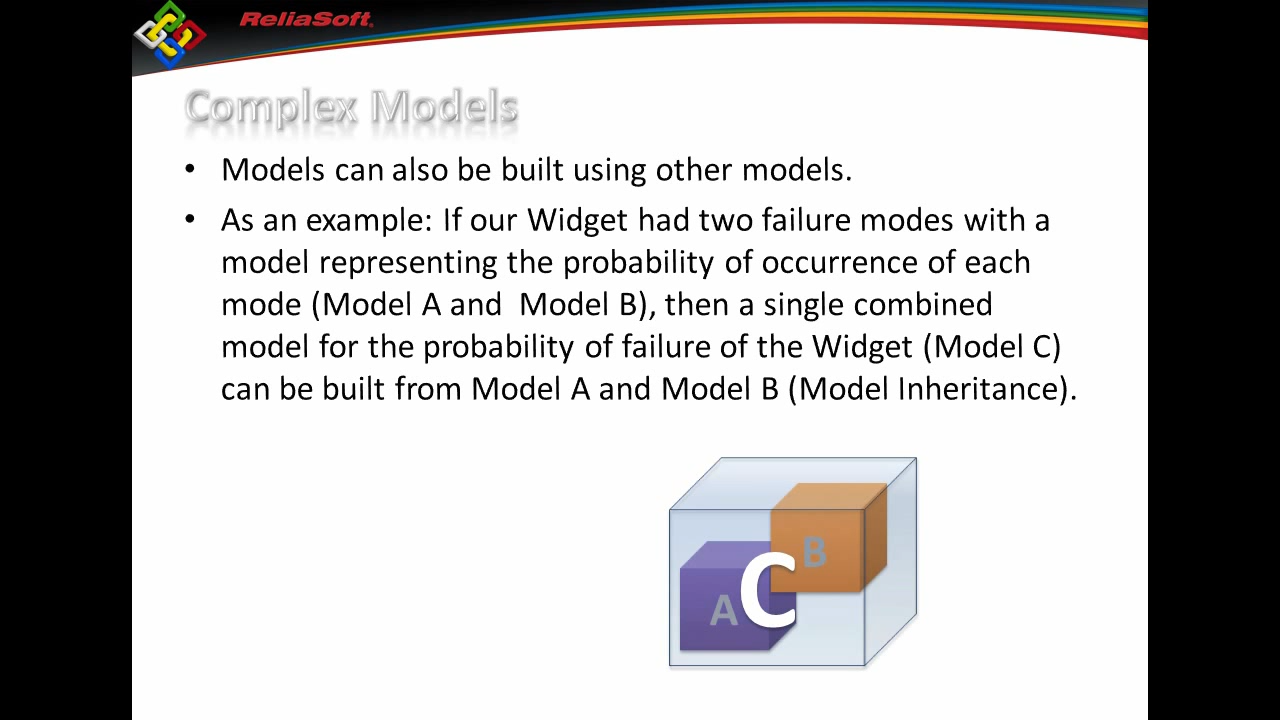 ReliaSoft.
Complex Models
• Models can also be built using other models.
• As an example: If our Widget had two failure modes with a
model representing the probability of occurrence of each
mode (Model A and  Model B), then a single combined
model for the probability of failure of the Widget (Model C)
can be built from Model A and Model B (Model Inheritance).
B
C
A